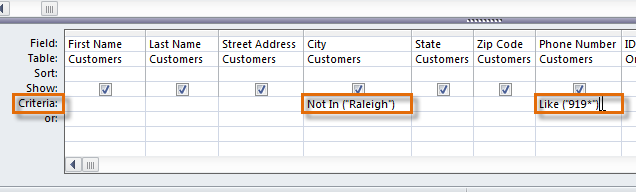 Field: First Name Last Name Street Address City State Zip Code Phone Number ID
Table: Customers Customers Customers Customers Customers Customers Customers Or
Sort:
Show:
Criteria: Not In ("Raleigh") Like ("919*")
or: